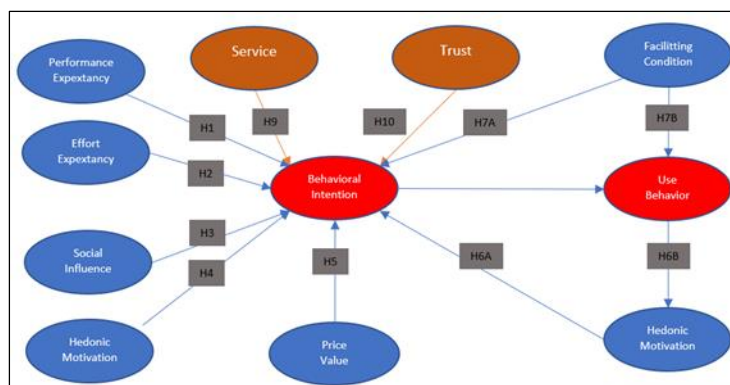 Performance
Expextancy
Service
Trust
Facilitting
Condition
H1
H9
H10
H7A
H7B
Effort
Expextancy
H2
Behavioral
Intention
Use
Behavior
Social
Influence
H3
H4
H5
H6A
H6B
Hedonic
Motivation
Price
Value
Hedonic
Motivation